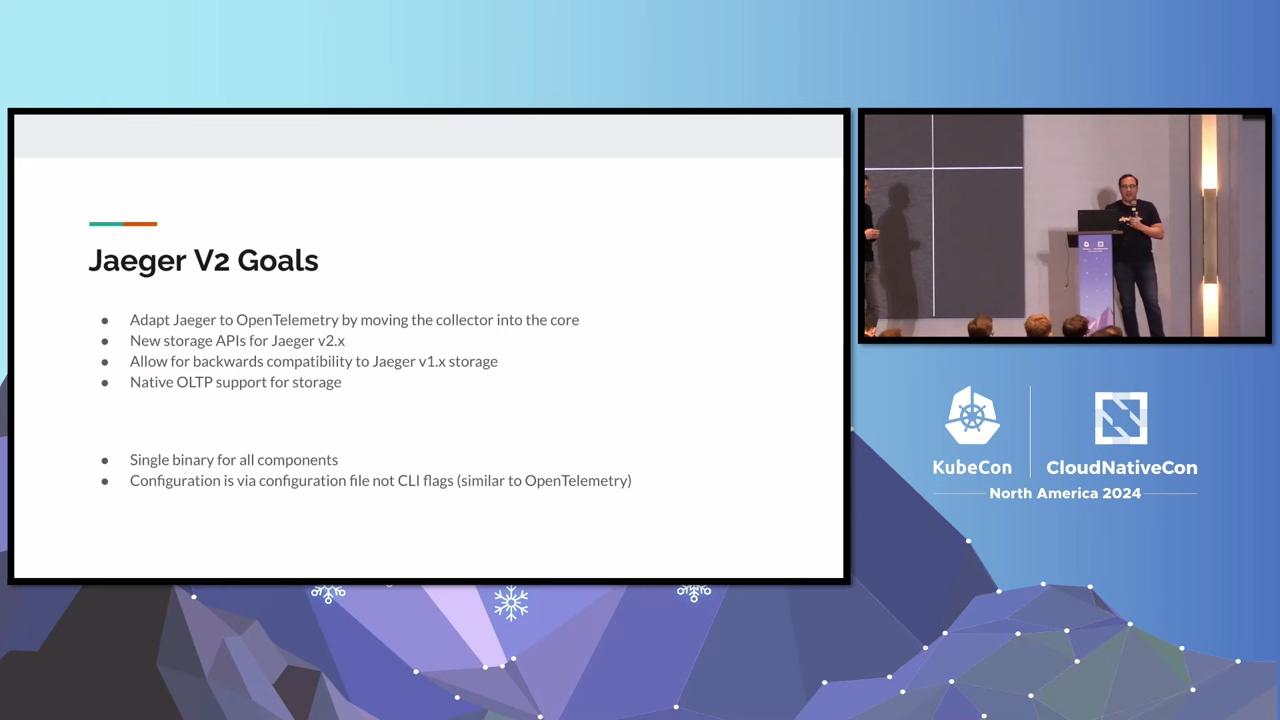 Jaeger V2 Goals
● Adapt Jaeger to OpenTelemetry by moving the collector into the core
● New storage APIs for Jaeger v2.x
● Allow for backwards compatibility to Jaeger v1.x storage
● Native OLTP support for storage
● Single binary for all components
● Configuration is via configuration file not CLI flags (similar to OpenTelemetry)
KubeCon
CloudNativeCon
North America 2024